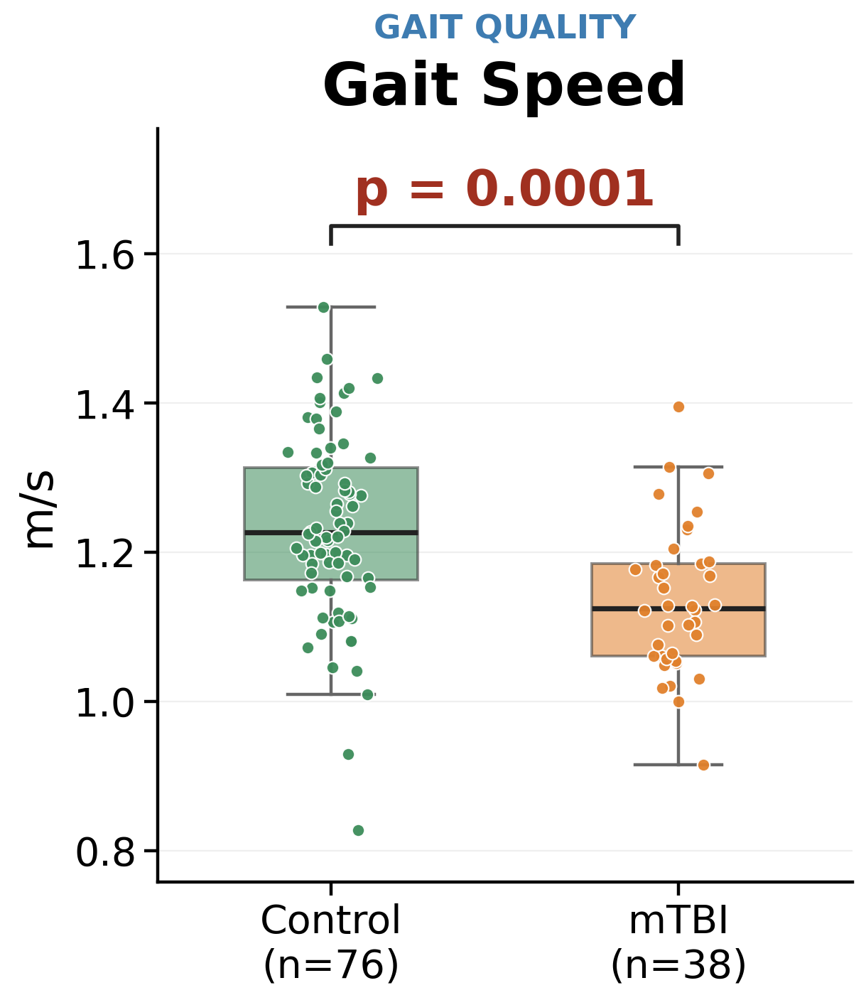 GAIT QUALITY
Gait Speed
p = 0.0001
1.6
1.4
1.2
1.0
0.8
m/s
Control
(n=76)
mTBI
(n=38)